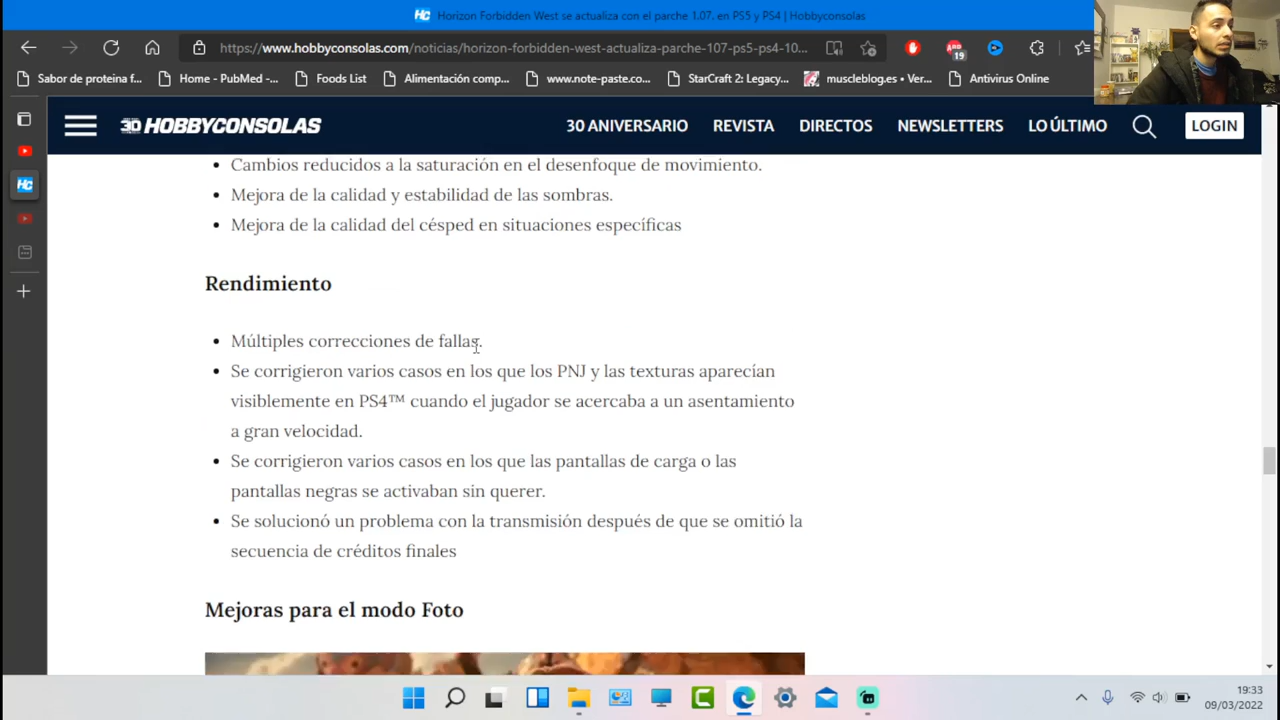 Horizon Forbidden West se actualiza con el parche 1.07. en PS5 y PS4 | Hobbyconsolas
https://www.hobbyconsolas.com/noticias/horizon-forbidden-west-actualiza-parche-107-ps5-ps4-10...
19
Sabor de proteina f...
Home - PubMed -...
Foods List
Alimentación comp...
www.note-paste.co...
StarCraft 2: Legacy...
muscleblog.es • Ver...
Antivirus Online
30 HOBBYCONSOLAS
30 ANIVERSARIO
REVISTA
DIRECTOS
NEWSLETTERS
LO ÚLTIMO
LOGIN
HC
• Cambios reducidos a la saturación en el desenfoque de movimiento.
• Mejora de la calidad y estabilidad de las sombras.
• Mejora de la calidad del césped en situaciones específicas
Rendimiento
• Múltiples correcciones de fallas.
• Se corrigieron varios casos en los que los PNJ y las texturas aparecían
visiblemente en PS4™ cuando el jugador se acercaba a un asentamiento
a gran velocidad.
• Se corrigieron varios casos en los que las pantallas de carga o las
pantallas negras se activaban sin querer.
• Se solucionó un problema con la transmisión después de que se omitió la
secuencia de créditos finales
Mejoras para el modo Foto
19:33
09/03/2022